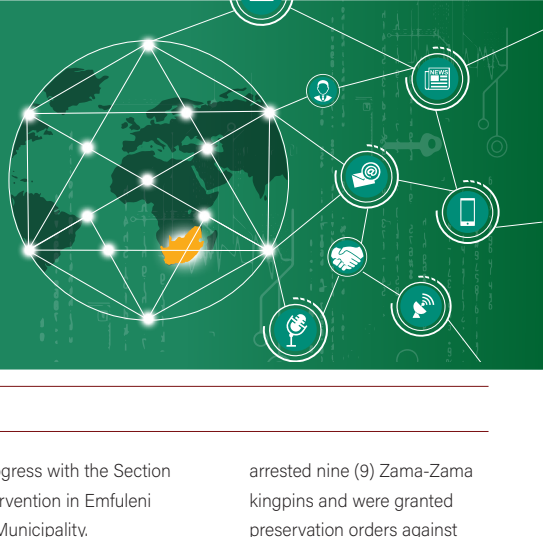 NEWS
@
gress with the Section
rvention in Emfuleni
Municipality.
arrested nine (9) Zama-Zama
kingpins and were granted
preservation orders against